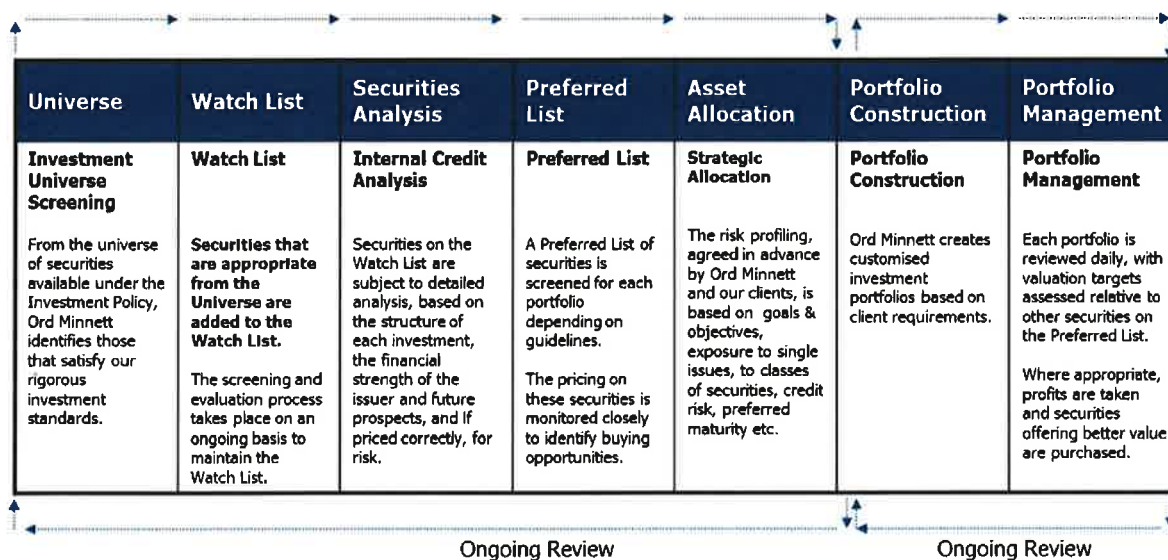 Universe
Watch List
Securities
Analysis
Preferred
List
Asset
Allocation
Portfolio
Construction
Portfolio
Management
Investment
Universe
Screening
From the universe
of securities
available under the
Investment Policy,
Ord Minnett
identifies those
that satisfy our
rigorous
investment
standards.
Watch List
Securities that
are appropriate
from the
Universe are
added to the
Watch List.
The screening and
evaluation process
takes place on an
ongoing basis to
maintain the
Watch List.
Internal Credit
Analysis
Securities on the
Watch List are
subject to detailed
analysis, based on
the structure of
each investment,
the financial
strength of the
issuer and future
prospects, and If
priced correctly, for
risk.
Preferred List
A Preferred List of
securities is
screened for each
portfolio
depending on
guidelines.
The pricing on
these securities is
monitored closely
to identify buying
opportunities.
Strategic
Allocation
The risk profiling,
agreed in advance
by Ord Minnett
and our clients, is
based on goals &
objectives,
exposure to single
issues, to classes
of securities, credit
risk, preferred
maturity etc.
Portfolio
Construction
Ord Minnett creates
customised
investment
portfolios based on
client requirements.
Portfolio
Management
Each portfolio is
reviewed daily, with
valuation targets
assessed relative to
other securities on
the Preferred List.
Where appropriate,
profits are taken
and securities
offering better value
are purchased.
Ongoing Review
Ongoing Review